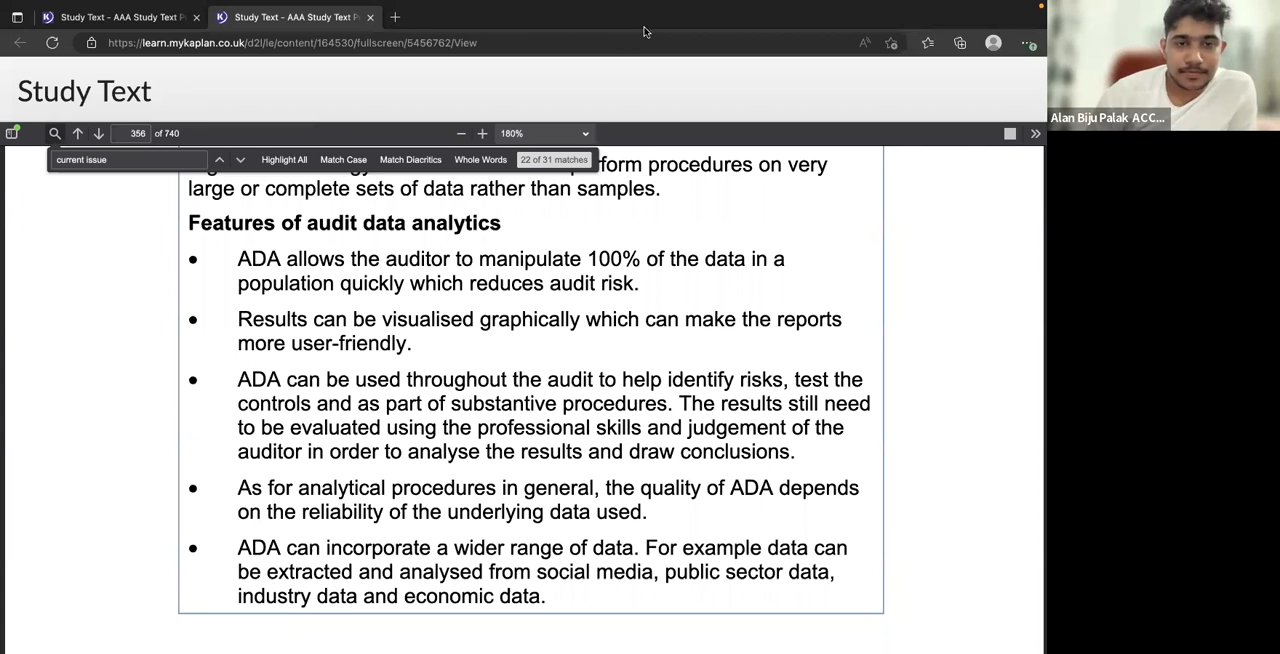 Study Text - AAA Study Text P
Study Text - AAA Study Text P
https://learn.mykaplan.co.uk/d2l/le/content/164530/fullscreen/5456762/View
Alan Biju Palak ACC...
Study Text
356 of 740
180%
current issue
Highlight All
Match Case
Match Diacritics
Whole Words
22 of 31 matches
form procedures on very
large or complete sets of data rather than samples.
Features of audit data analytics
• ADA allows the auditor to manipulate 100% of the data in a
population quickly which reduces audit risk.
• Results can be visualised graphically which can make the reports
more user-friendly.
• ADA can be used throughout the audit to help identify risks, test the
controls and as part of substantive procedures. The results still need
to be evaluated using the professional skills and judgement of the
auditor in order to analyse the results and draw conclusions.
• As for analytical procedures in general, the quality of ADA depends
on the reliability of the underlying data used.
• ADA can incorporate a wider range of data. For example data can
be extracted and analysed from social media, public sector data,
industry data and economic data.